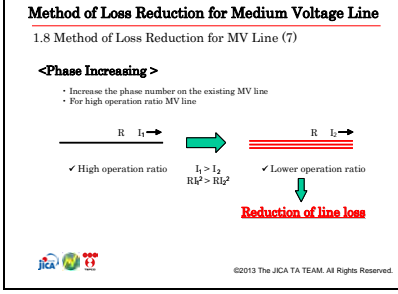 Method of Loss Reduction for Medium Voltage Line
1.8 Method of Loss Reduction for MV Line (7)
<Phase Increasing >
・Increase the phase number on the existing MV line
・For high operation ratio MV line
R I₁
R I₂
✓ High operation ratio
I₁ > I₂
RI₁² > RI₂²
✓ Lower operation ratio
Reduction of line loss
jica
TEPCO
©2013 The JICA TA TEAM. All Rights Reserved.